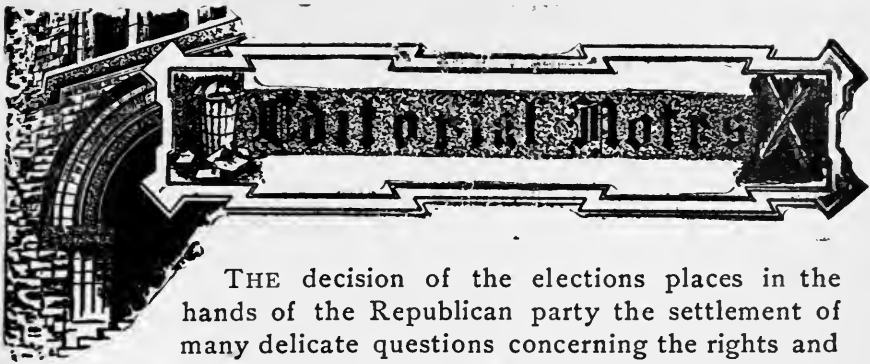 Editorial Notes
THE decision of the elections places in the
hands of the Republican party the settlement of
many delicate questions concerning the rights and